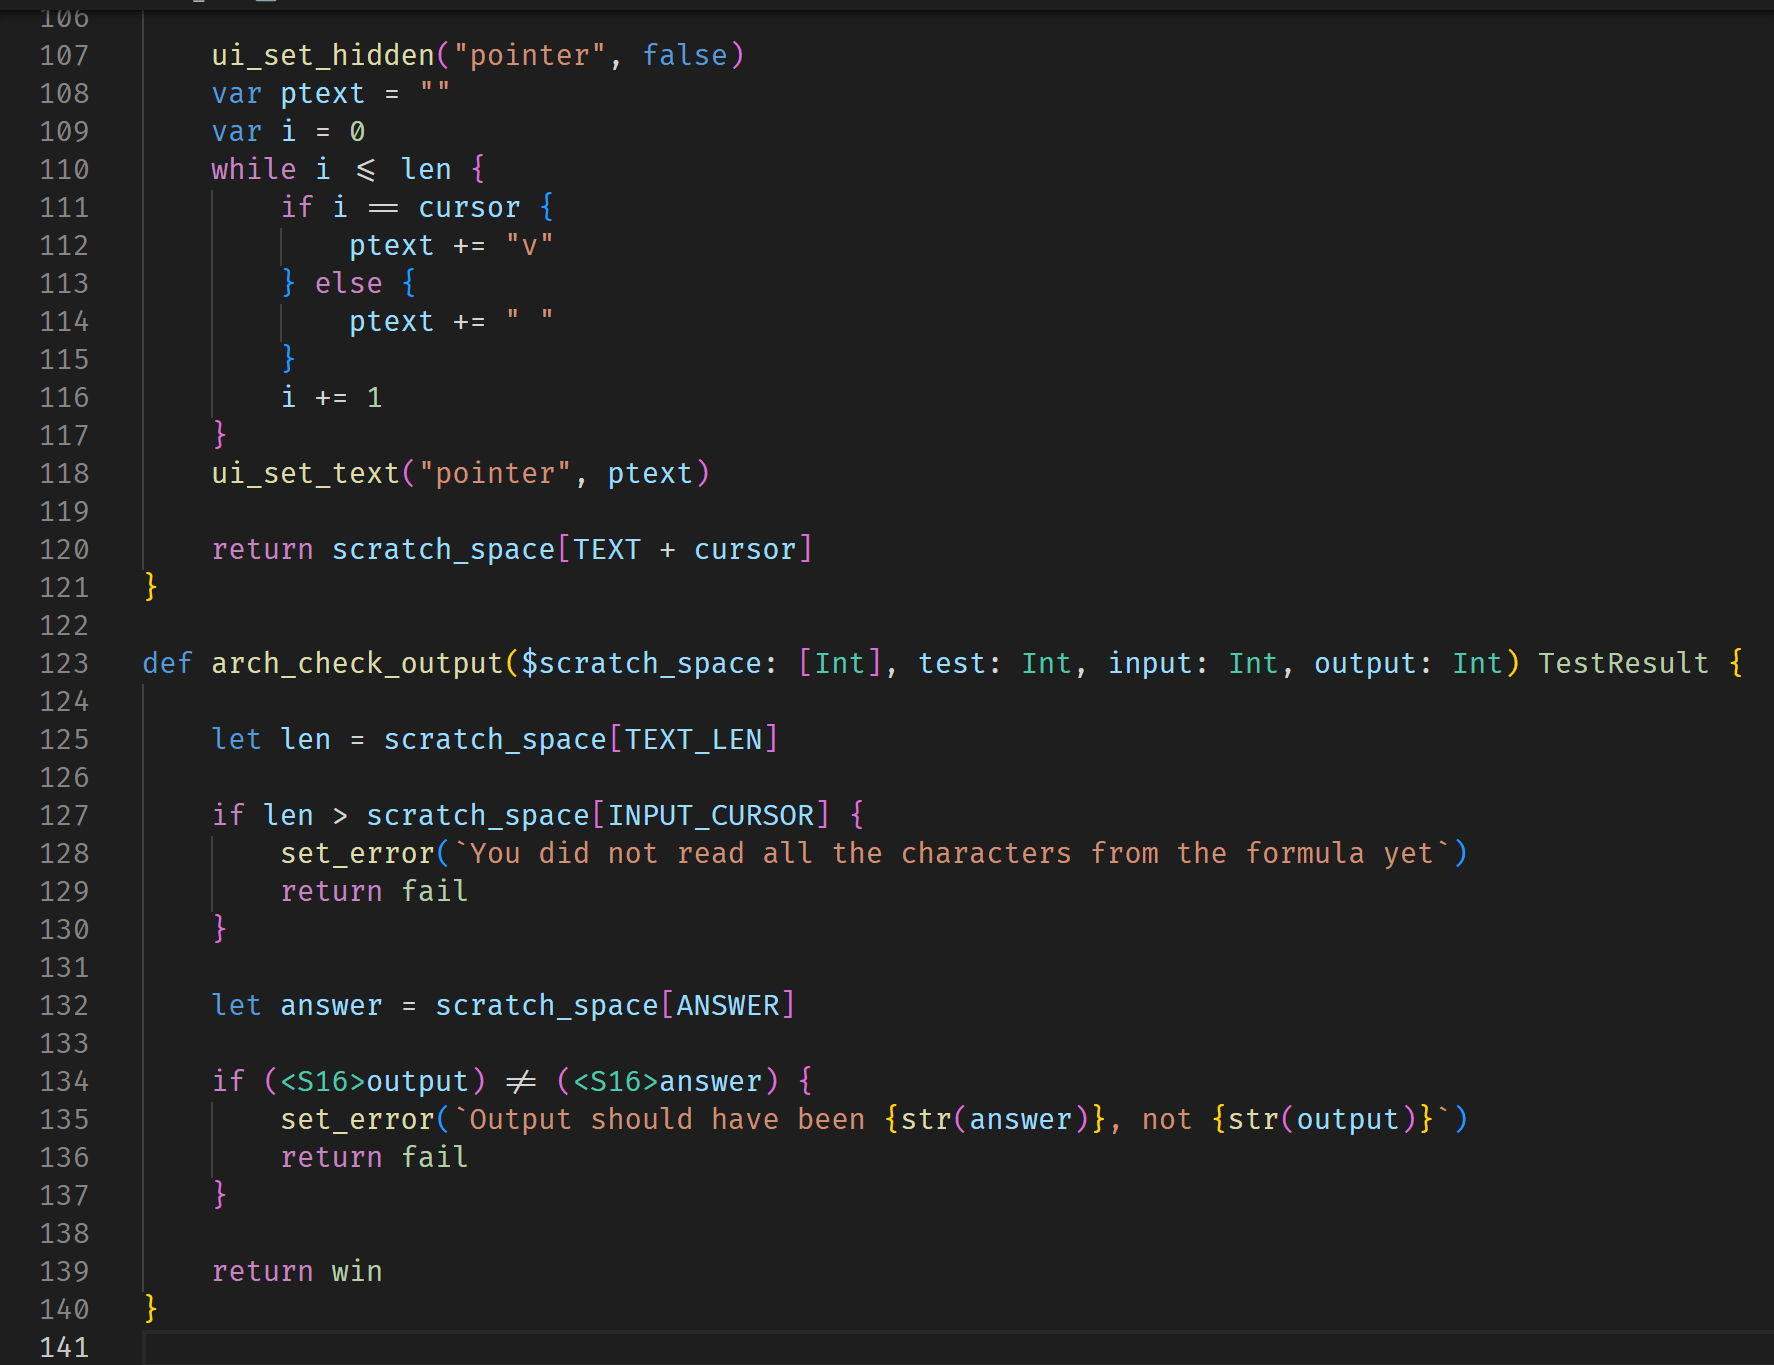 106
107 ui_set_hidden("pointer", false)
108 var ptext = ""
109 var i = 0
110 while i <= len {
111 if i == cursor {
112 ptext += "v"
113 } else {
114 ptext += " "
115 }
116 i += 1
117 }
118 ui_set_text("pointer", ptext)
119
120 return scratch_space[TEXT + cursor]
121 }
122
123 def arch_check_output($scratch_space: [Int], test: Int, input: Int, output: Int) TestResult {
124
125 let len = scratch_space[TEXT_LEN]
126
127 if len > scratch_space[INPUT_CURSOR] {
128 set_error(`You did not read all the characters from the formula yet`)
129 return fail
130 }
131
132 let answer = scratch_space[ANSWER]
133
134 if (<S16>output) != (<S16>answer) {
135 set_error(`Output should have been {str(answer)}, not {str(output)}`)
136 return fail
137 }
138
139 return win
140 }
141